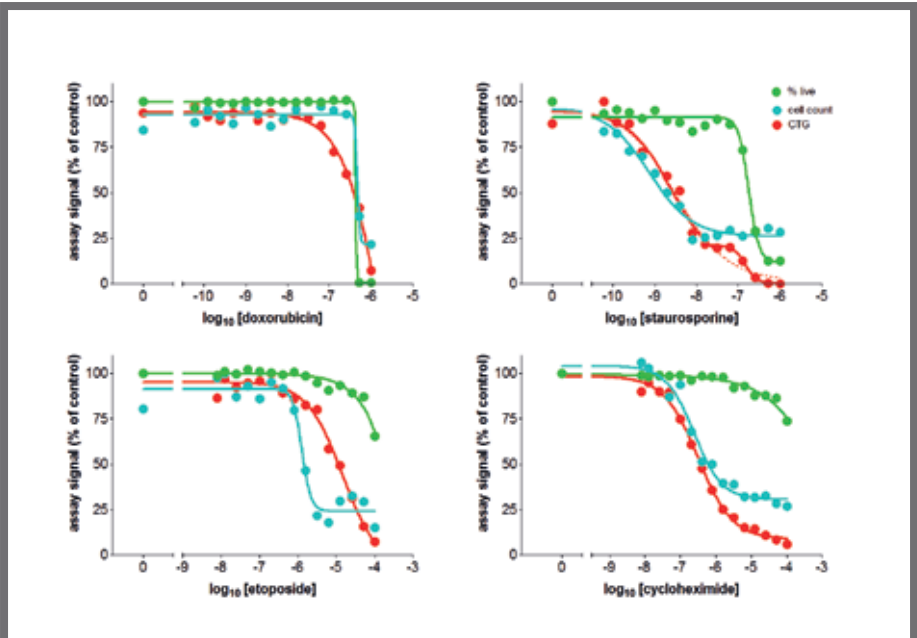 assay signal (% of control)
100
75
50
25
0
0 -10 -9 -8 -7 -6 -5
log10 [doxorubicin]
assay signal (% of control)
100
75
50
25
0
0 -10 -9 -8 -7 -6 -5
log10 [staurosporine]
% live
cell count
CTG
assay signal (% of control)
100
75
50
25
0
0 -9 -8 -7 -6 -5 -4 -3
log10 [etoposide]
assay signal (% of control)
100
75
50
25
0
0 -9 -8 -7 -6 -5 -4 -3
log10 [cycloheximide]